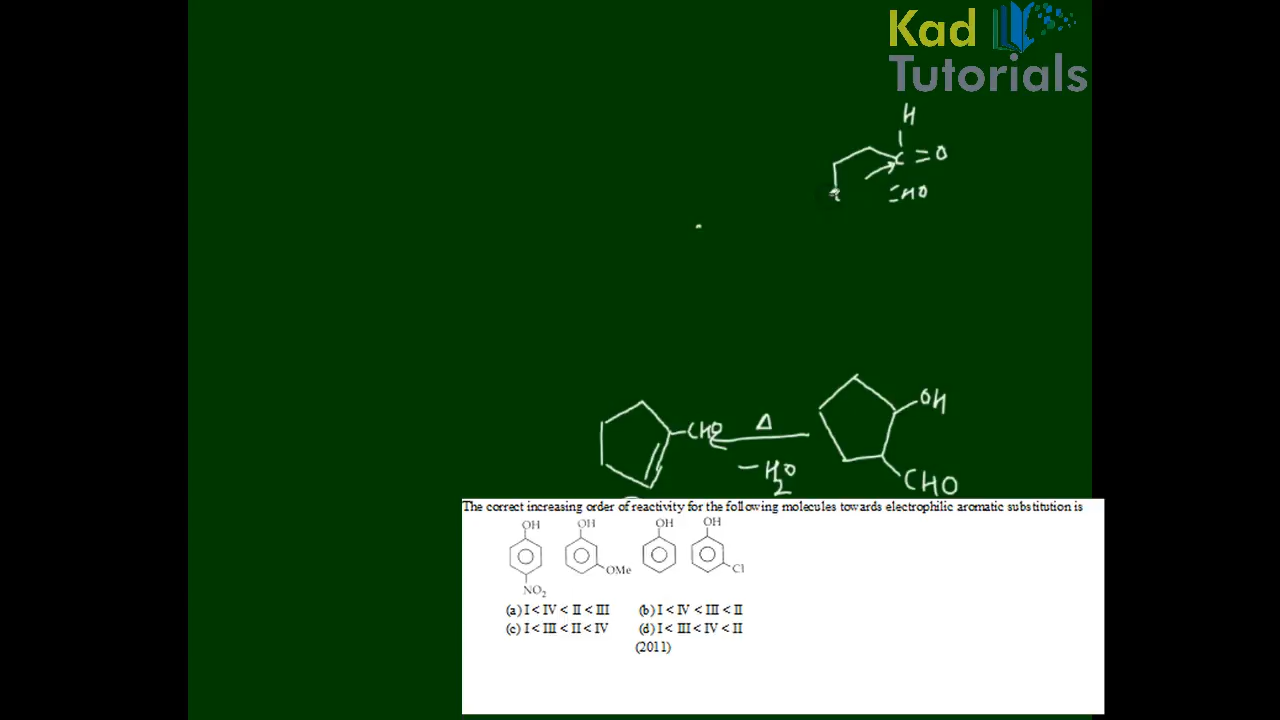 Kad
Tutorials
H
C = O
CHO
OH
CHO
Δ
- H2O
CHO
The correct increasing order of reactivity for the following molecules towards electrophilic aromatic substitution is
OH OH OH OH
OMe Cl
NO2
(a) I < IV < II < III (b) I < IV < III < II
(c) I < III < II < IV (d) I < III < IV < II
(2011)